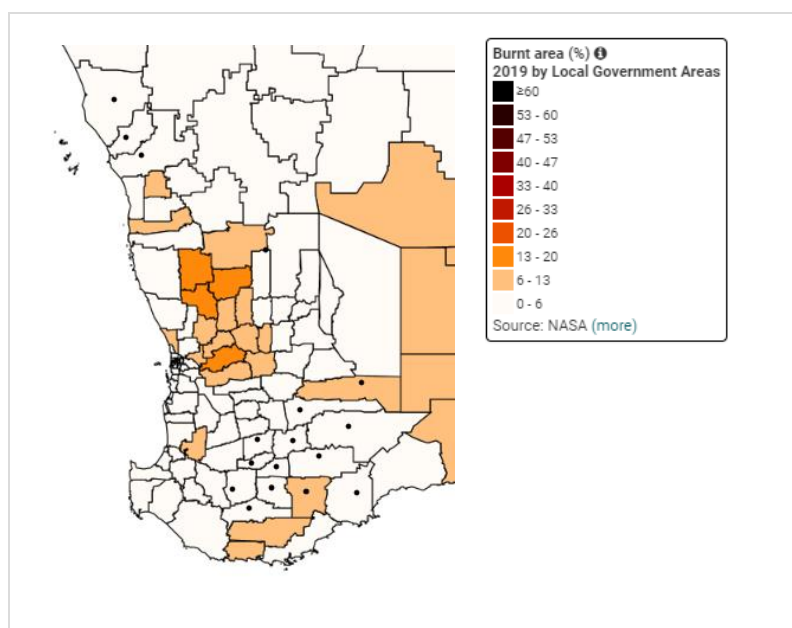 Burnt area (%)
2019 by Local Government Areas
≥60
53 - 60
47 - 53
40 - 47
33 - 40
26 - 33
20 - 26
13 - 20
6 - 13
0 - 6
Source: NASA (more)